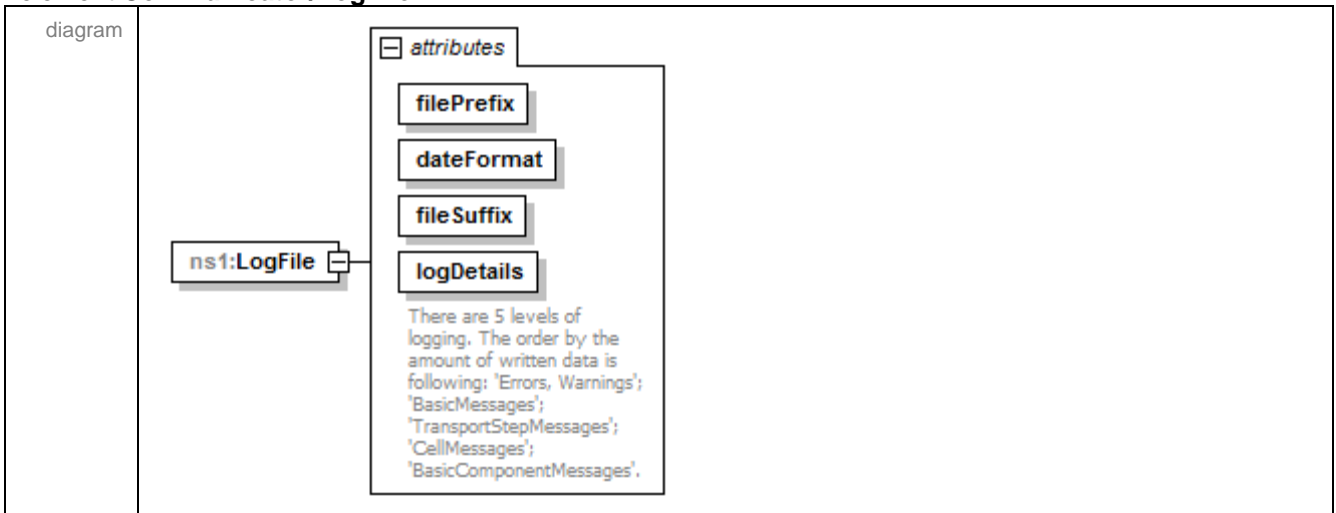 diagram
attributes
filePrefix
dateFormat
fileSuffix
ns1:LogFile
logDetails
There are 5 levels of
logging. The order by the
amount of written data is
following: 'Errors, Warnings';
'BasicMessages';
'TransportStepMessages';
'CellMessages';
'BasicComponentMessages'.